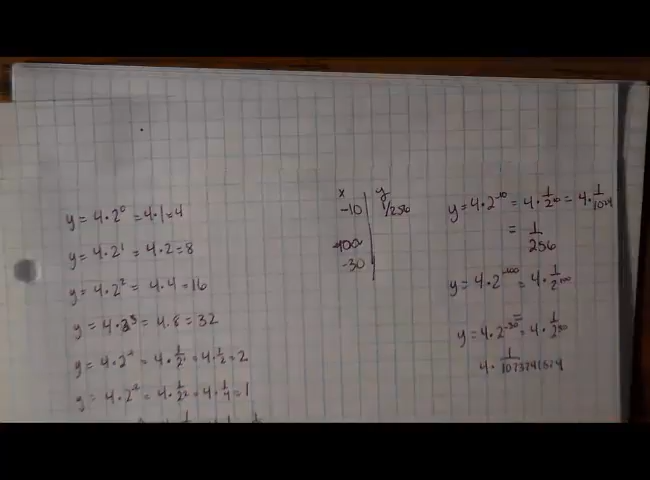 y = 4·2⁰ = 4·1 = 4
y = 4·2¹ = 4·2 = 8
y = 4·2² = 4·4 = 16
y = 4·2³ = 4·8 = 32
y = 4·2⁻¹ = 4·1/2¹ = 4·1/2 = 2
y = 4·2⁻² = 4·1/2² = 4·1/4 = 1
x y
-10 1/256
-100
-30
y = 4·2⁻¹⁰ = 4·1/2¹⁰ = 4·1/1024
= 1/256
y = 4·2⁻¹⁰⁰ = 4·1/2¹⁰⁰
=
y = 4·2⁻³⁰ = 4·1/2³⁰
4·1/1073741824